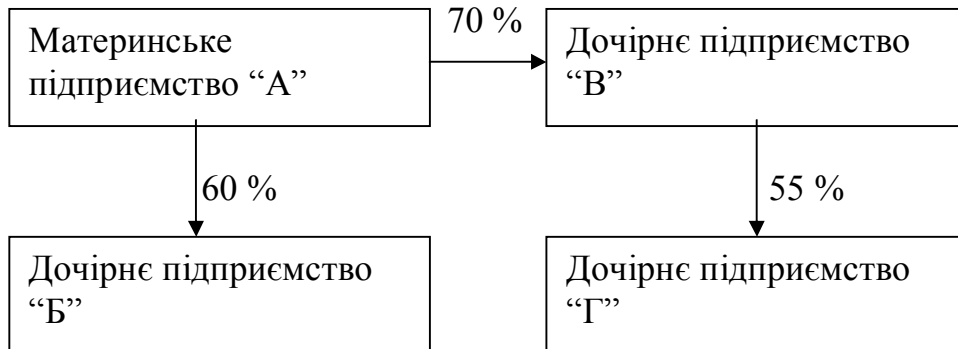 70 %
Материнське
підприємство “А”
Дочірнє підприємство
“В”
60 %
55 %
Дочірнє підприємство
“Б”
Дочірнє підприємство
“Г”